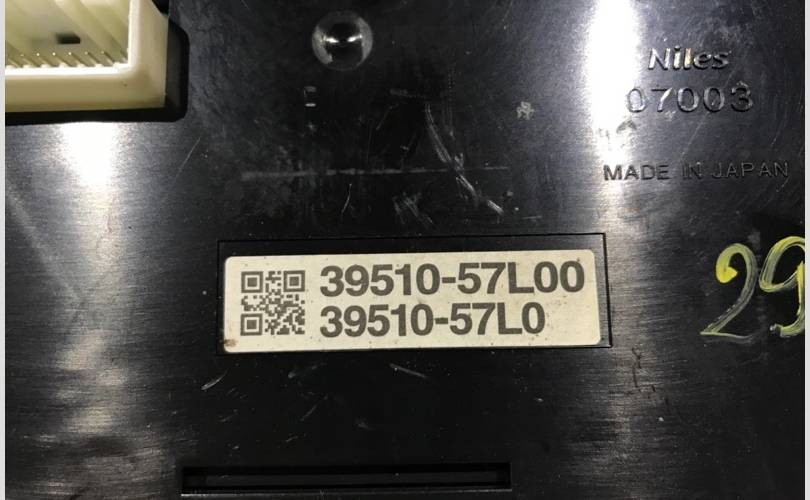 Niles
07003
MADE IN JAPAN
39510-57L00
39510-57L0
29